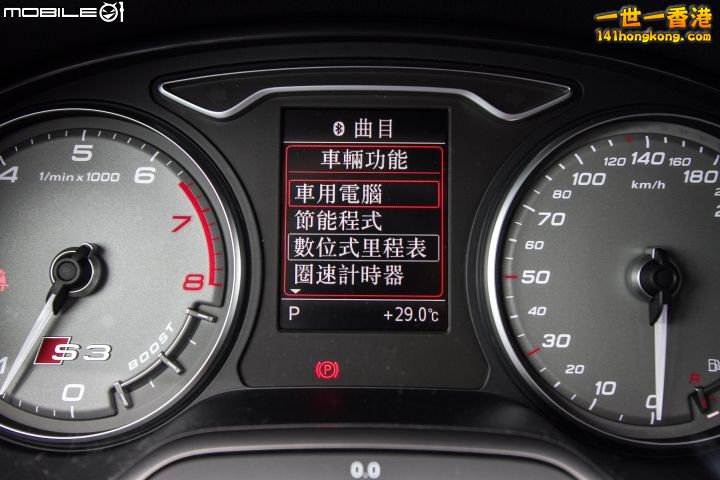 MOBILE01
一世一香港
141hongkong.com
曲目
車輛功能
車用電腦
節能程式
數位式里程表
圈速計時器
P +29.0°c
4 5 6 7 8
1/min x 1000
1 0
S3
BOOST
(P)
0 10 20 30 50 70 80 100 120 140 160 180
km/h
R
0.0